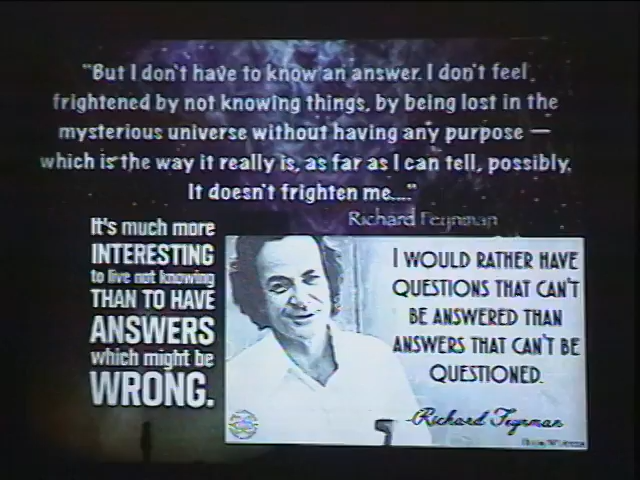 "But I don't have to know an answer. I don't feel
frightened by not knowing things, by being lost in the
mysterious universe without having any purpose —
which is the way it really is, as far as I can tell, possibly.
It doesn't frighten me...."
Richard Feynman
It's much more
INTERESTING
to live not knowing
THAN TO HAVE
ANSWERS
which might be
WRONG.
I WOULD RATHER HAVE
QUESTIONS THAT CAN'T
BE ANSWERED THAN
ANSWERS THAT CAN'T BE
QUESTIONED.
-Richard Feynman